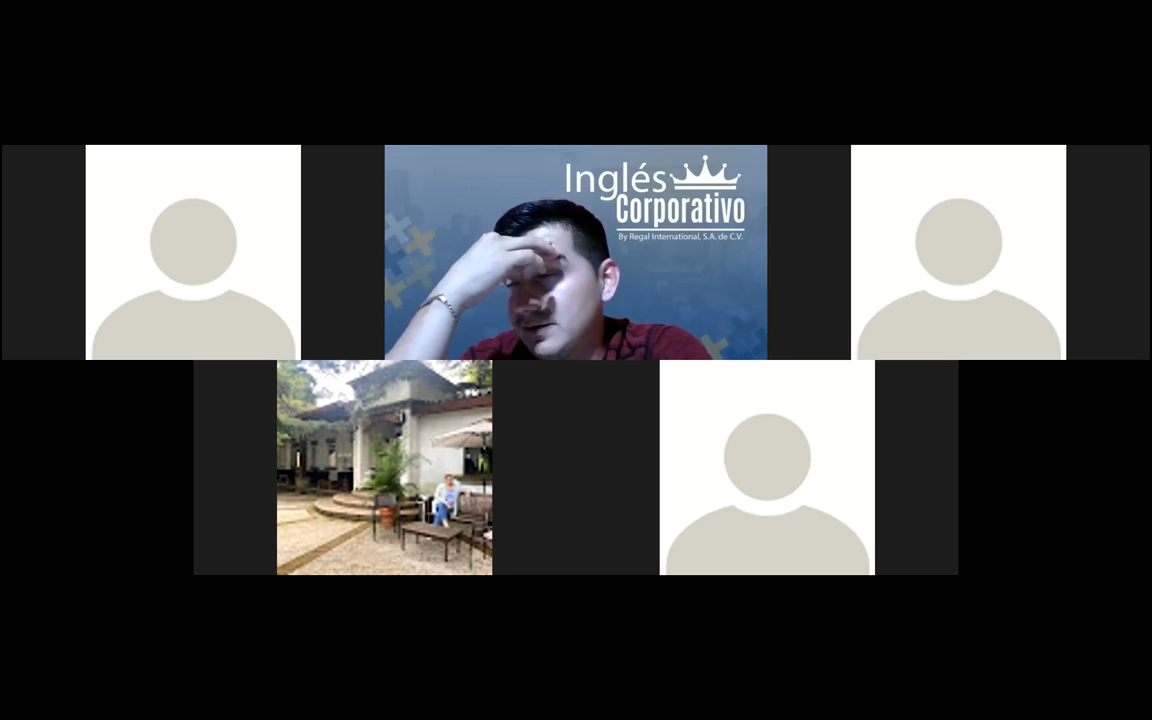 Inglés
Corporativo
By Regal International, S.A. de C.V.